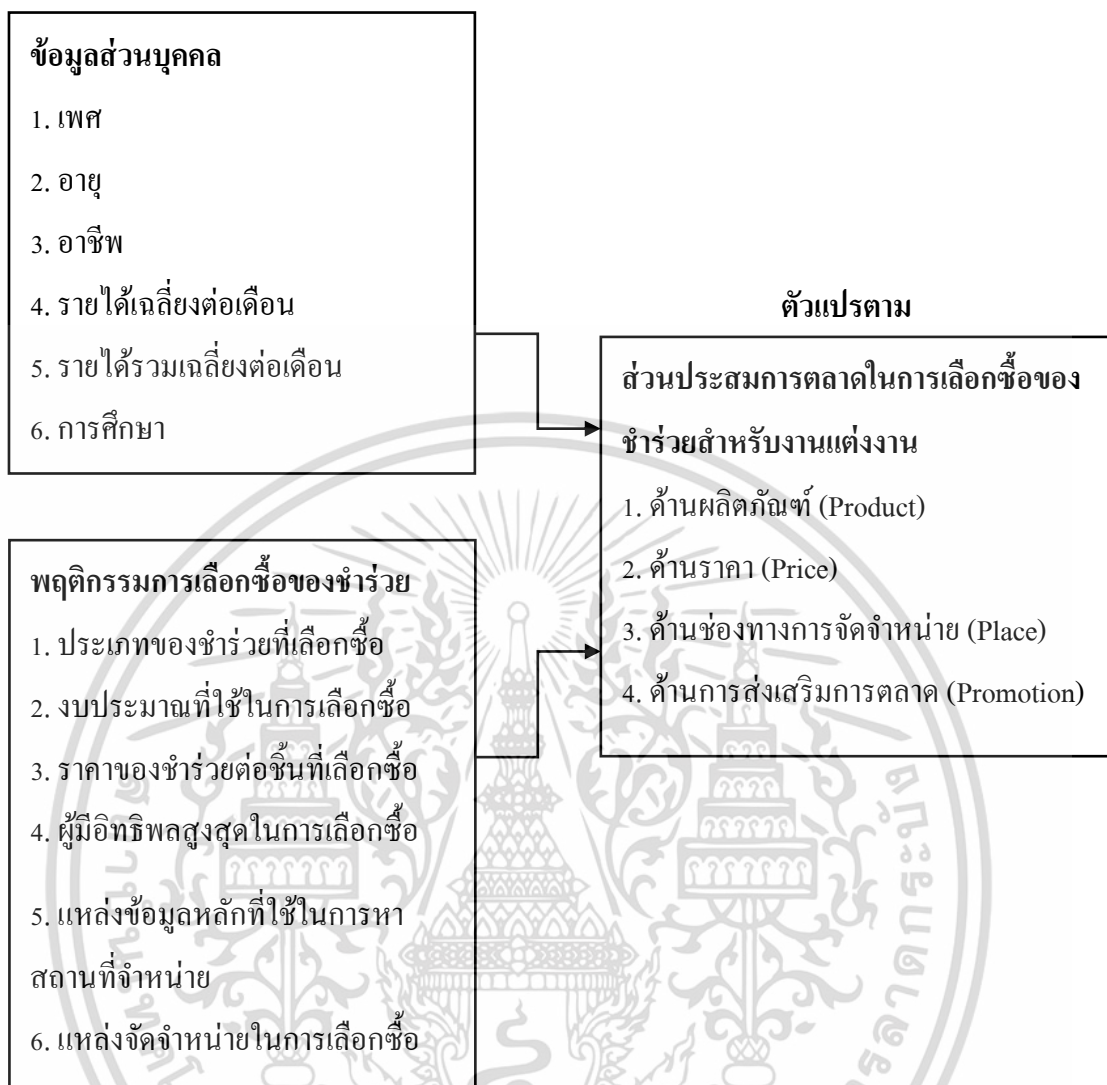 ข้อมูลส่วนบุคคล
1. เพศ
2. อายุ
3. อาชีพ
4. รายได้เฉลี่ยงต่อเดือน
5. รายได้รวมเฉลี่ยงต่อเดือน
6. การศึกษา
พฤติกรรมการเลือกซื้อของชำร่วย
1. ประเภทของชำร่วยที่เลือกซื้อ
2. งบประมาณที่ใช้ในการเลือกซื้อ
3. ราคาของชำร่วยต่อชิ้นที่เลือกซื้อ
4. ผู้มีอิทธิพลสูงสุดในการเลือกซื้อ
5. แหล่งข้อมูลหลักที่ใช้ในการหา
สถานที่จำหน่าย
6. แหล่งจัดจำหน่ายในการเลือกซื้อ
ตัวแปรตาม
ส่วนประสมการตลาดในการเลือกซื้อของ
ชำร่วยสำหรับงานแต่งงาน
1. ด้านผลิตภัณฑ์ (Product)
2. ด้านราคา (Price)
3. ด้านช่องทางการจัดจำหน่าย (Place)
4. ด้านการส่งเสริมการตลาด (Promotion)